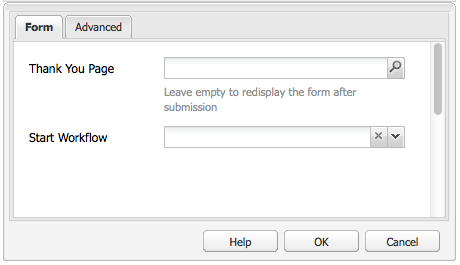 Form Advanced
Thank You Page
Leave empty to redisplay the form after
submission
Start Workflow
Help OK Cancel